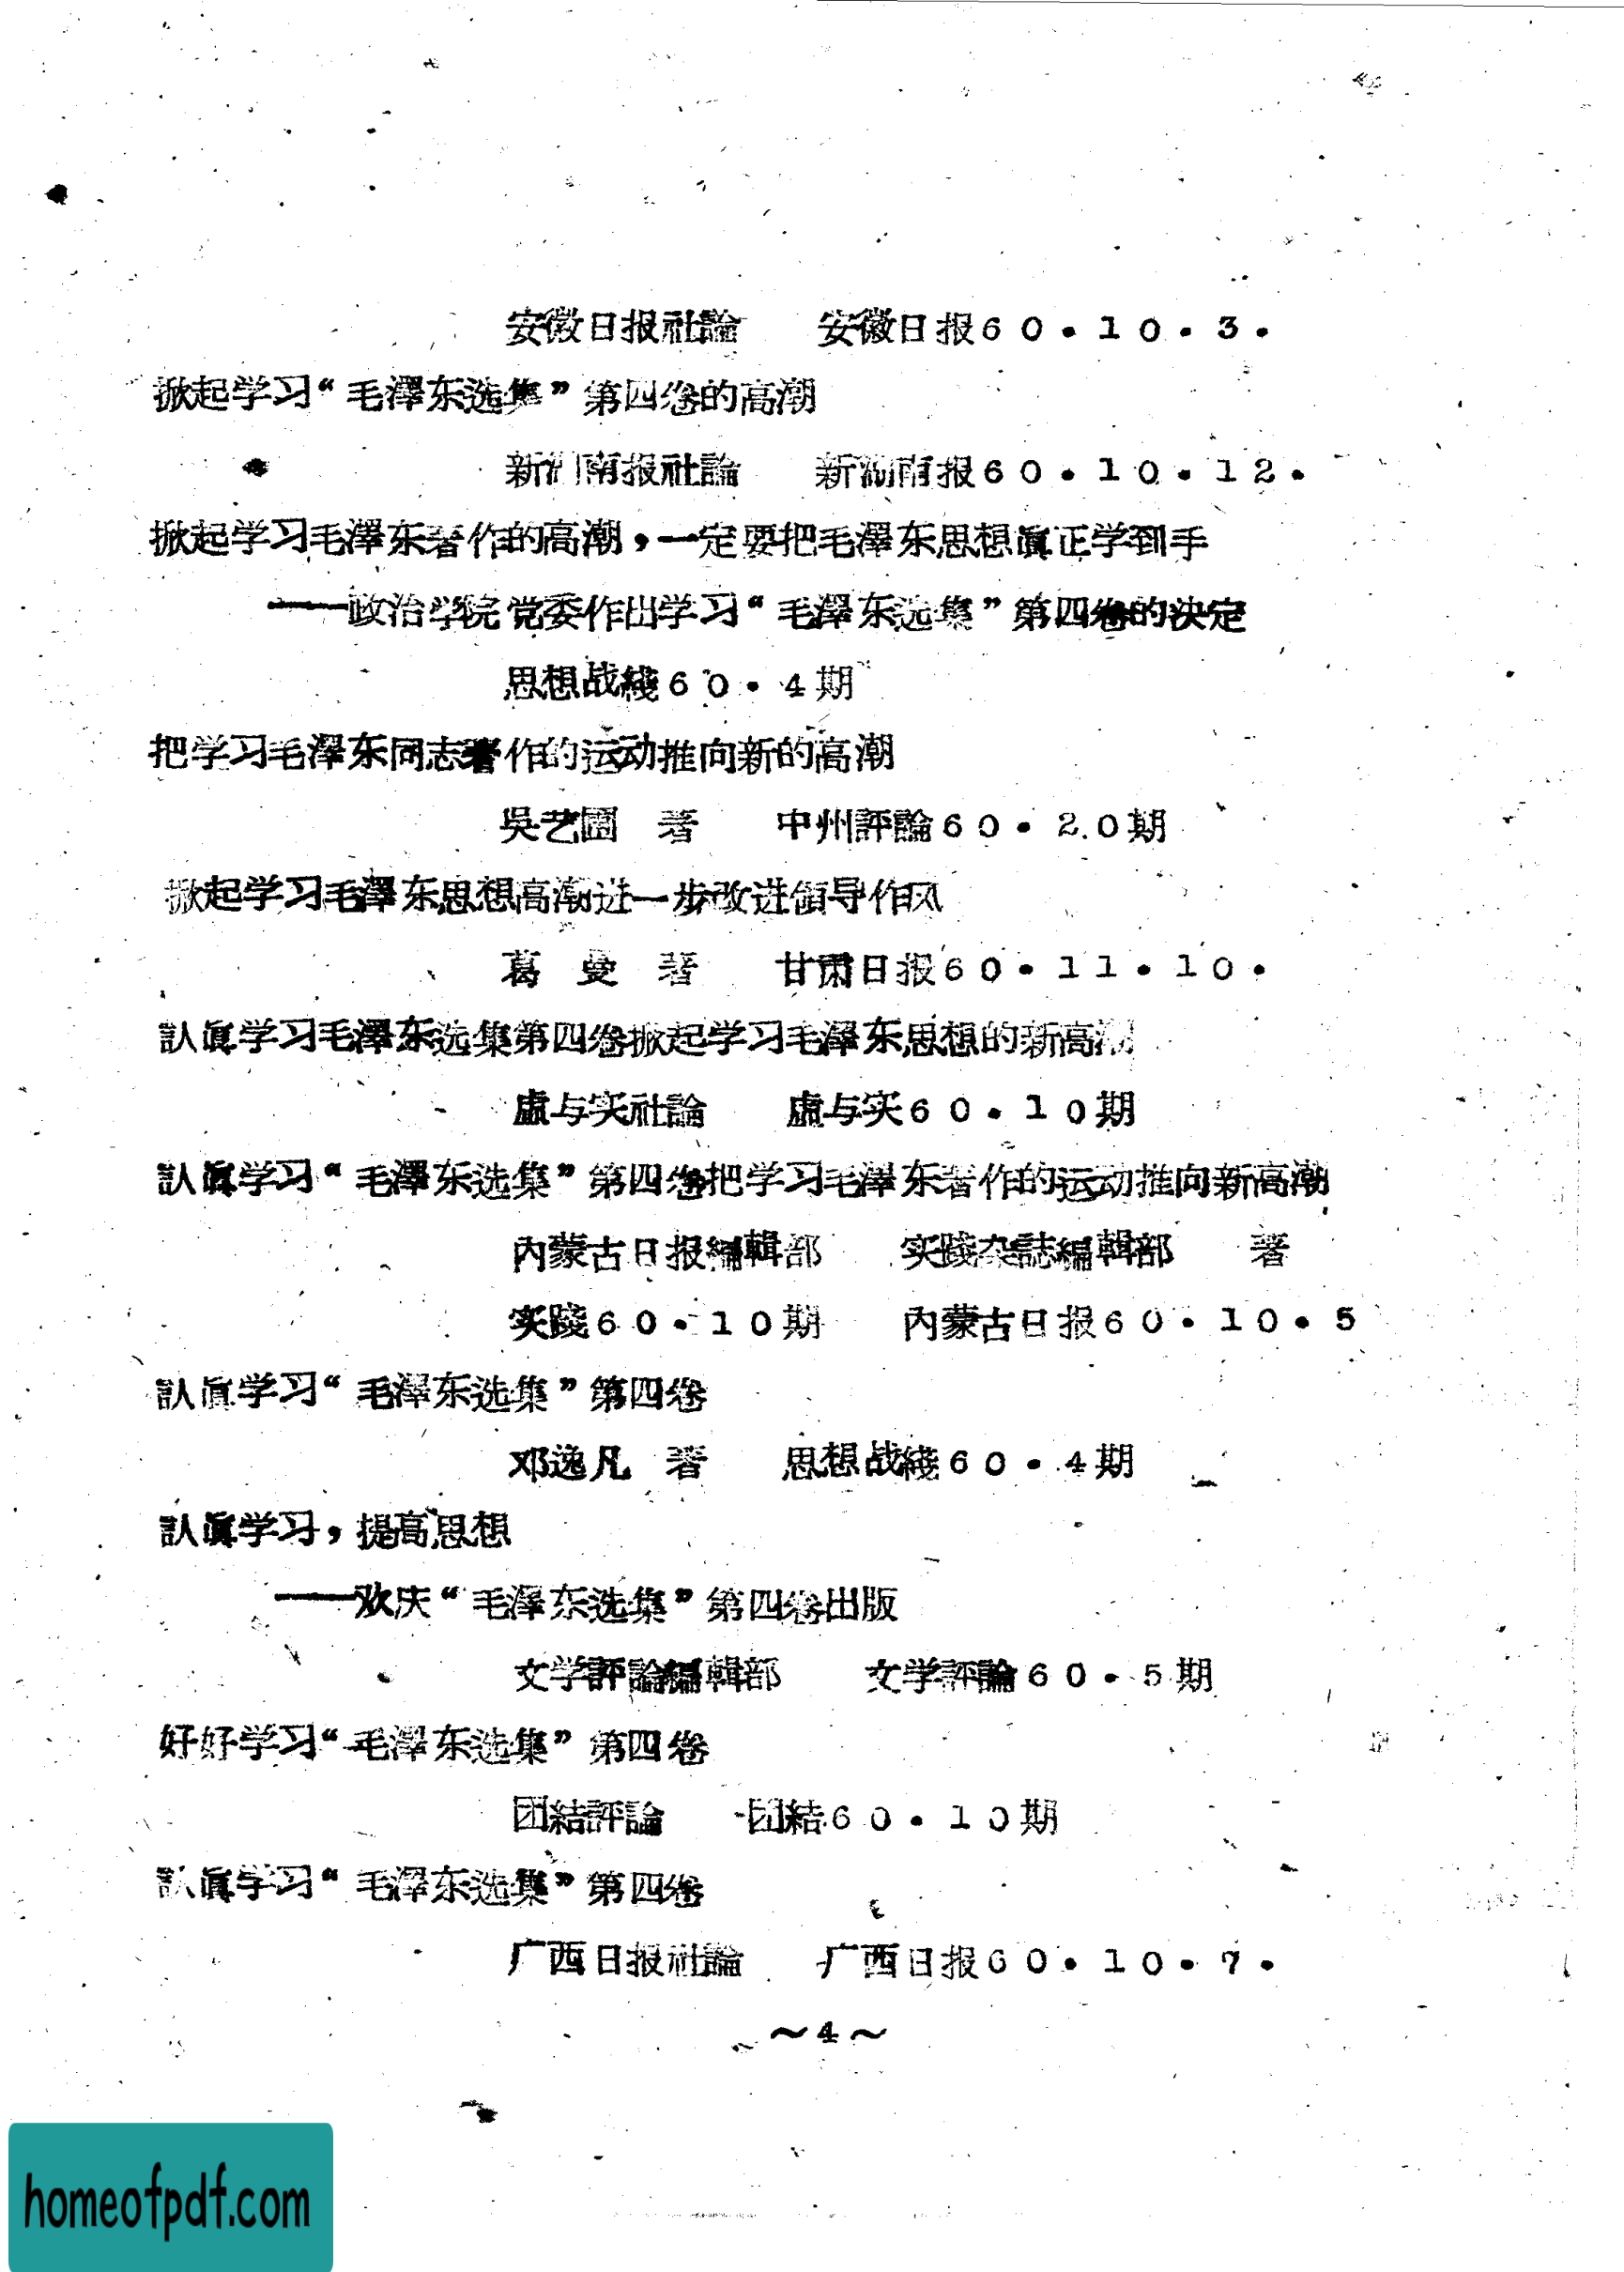 安徽日报社論　　安徽日报60·10·3·
掀起学习“毛澤东选集”第四卷的高潮
新湖南报社論　　新湖南报60·10·12·
掀起学习毛澤东著作的高潮，一定要把毛澤东思想眞正学到手
——政治学院党委作出学习“毛澤东选集”第四卷的决定
思想战綫60·4期
把学习毛澤东同志著作的运动推向新的高潮
吳艺圃　著　　中州評論60·20期
掀起学习毛澤东思想高潮进一步改进領导作风
葛　曼　著　　甘肃日报60·11·10·
認眞学习毛澤东选集第四卷掀起学习毛澤东思想的新高潮
虛与实社論　　虛与实60·10期
認眞学习“毛澤东选集”第四卷把学习毛澤东著作的运动推向新高潮
内蒙古日报編輯部　　实踐杂誌編輯部　　著
实踐60·10期　　内蒙古日报60·10·5
認眞学习“毛澤东选集”第四卷
邓逸凡　著　　思想战綫60·4期
認眞学习，提高思想
——欢庆“毛澤东选集”第四卷出版
文学評論編輯部　　文学評論60·5期
好好学习“毛澤东选集”第四卷
团結評論　　团結60·10期
認眞学习“毛澤东选集”第四卷
广西日报社論　　广西日报60·10·7·
～4～
homeofpdf.com